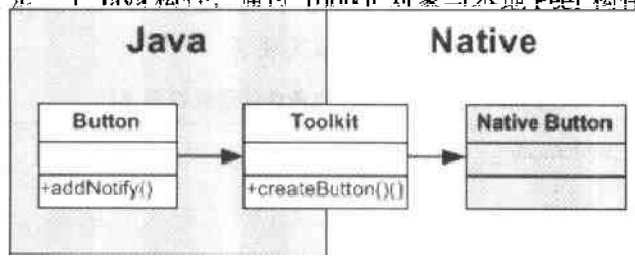 Java Native
Button Toolkit Native Button
+addNotify() +createButton()()